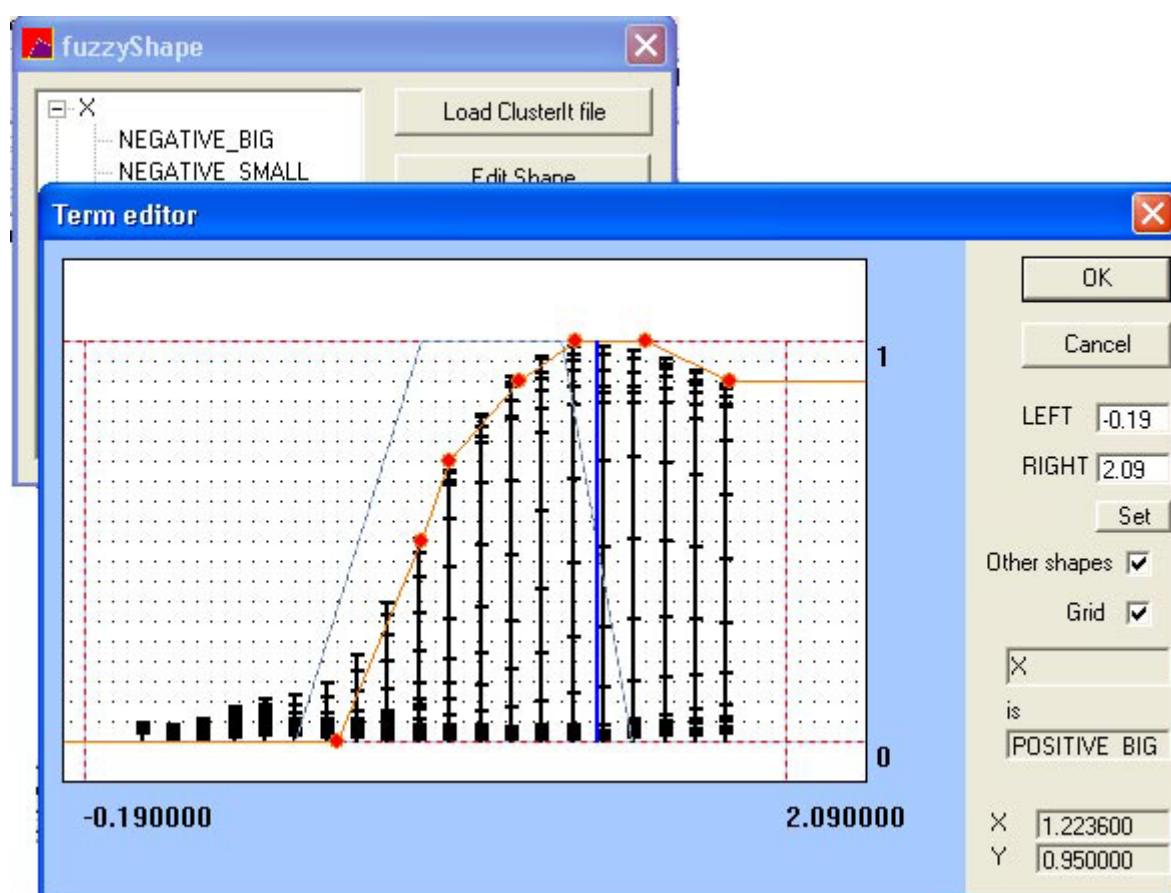 fuzzyShape
X
NEGATIVE_BIG
NEGATIVE_SMALL
Load ClusterIt file
Edit Shape
Term editor
OK
Cancel
1
LEFT -0.19
RIGHT 2.09
Set
Other shapes
Grid
X
is
POSITIVE_BIG
0
-0.190000 2.090000
X 1.223600
Y 0.950000